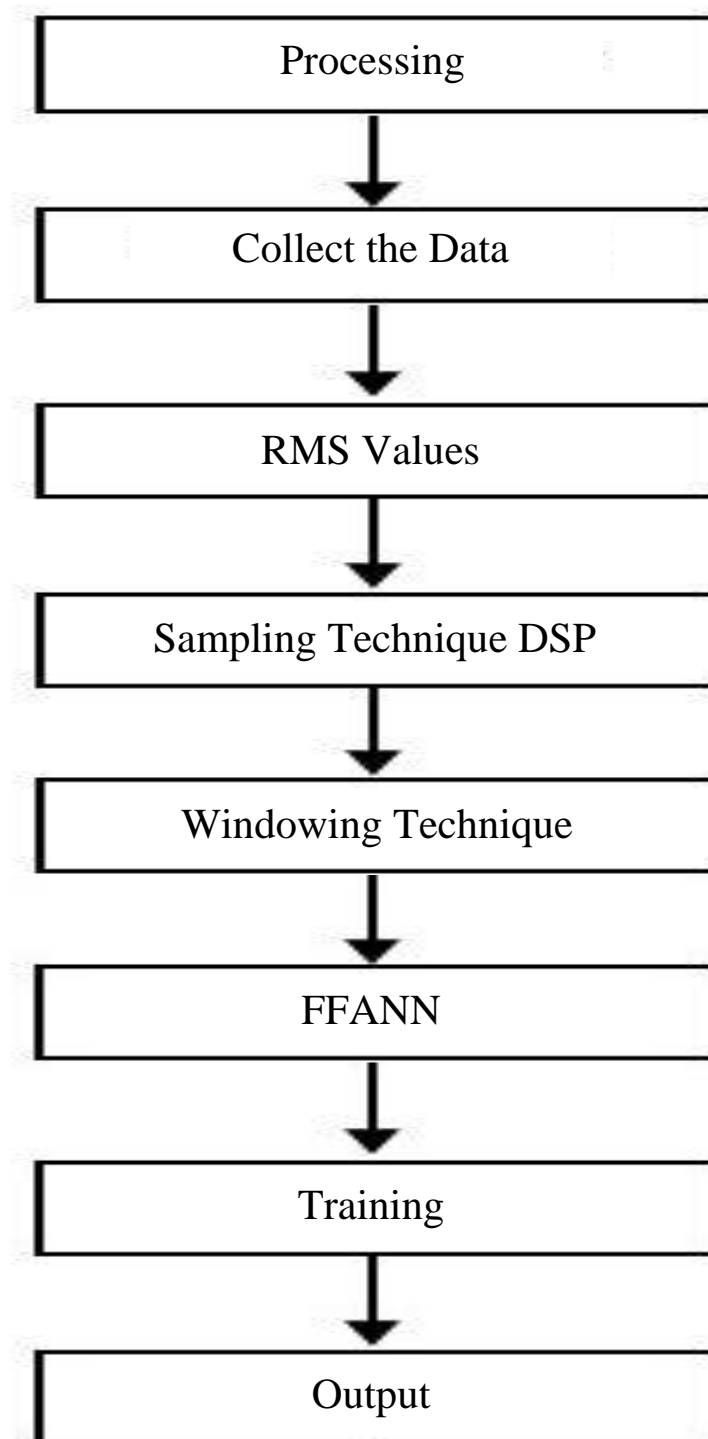 Processing
Collect the Data
RMS Values
Sampling Technique DSP
Windowing Technique
FFANN
Training
Output